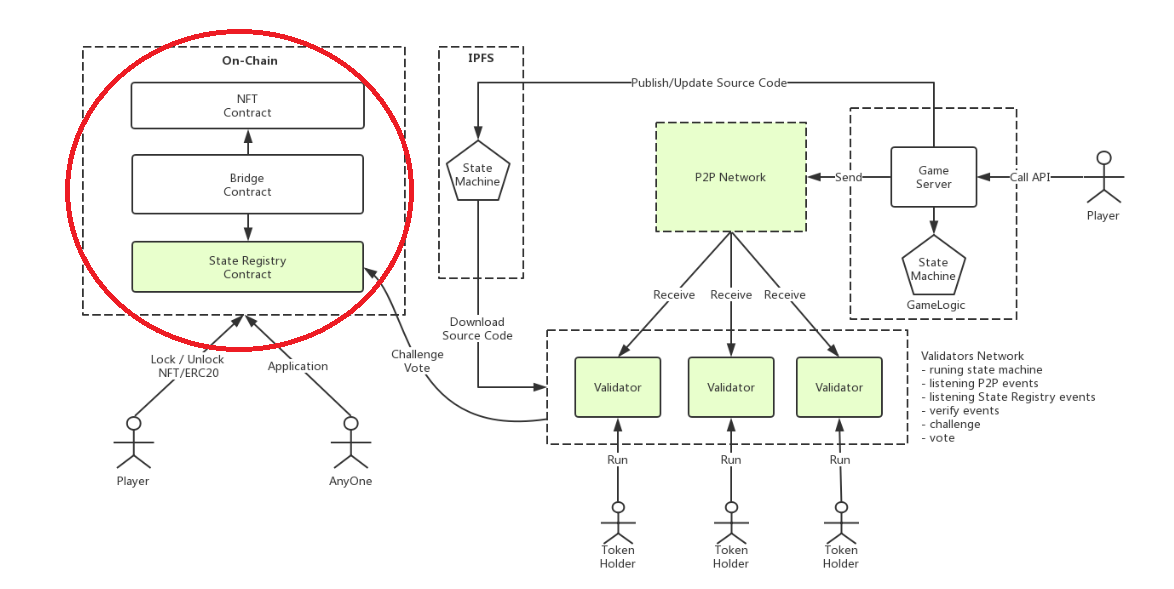 On-Chain
NFT
Contract
Bridge
Contract
State Registry
Contract
Lock / Unlock
NFT/ERC20
Application
Player
AnyOne
IPFS
State
Machine
Download
Source Code
Challenge
Vote
Publish/Update Source Code
P2P Network
Send
Game
Server
Call API
Player
State
Machine
GameLogic
Receive
Receive
Receive
Validator
Validator
Validator
Run
Run
Run
Token
Holder
Token
Holder
Token
Holder
Validators Network
- runing state machine
- listening P2P events
- listening State Registry events
- verify events
- challenge
- vote